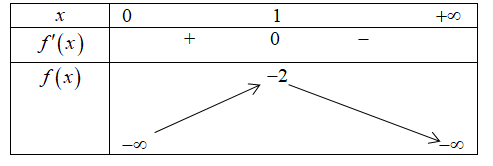 x 0 1 +∞
f′(x) + 0 −
f(x) −2
−∞ −∞